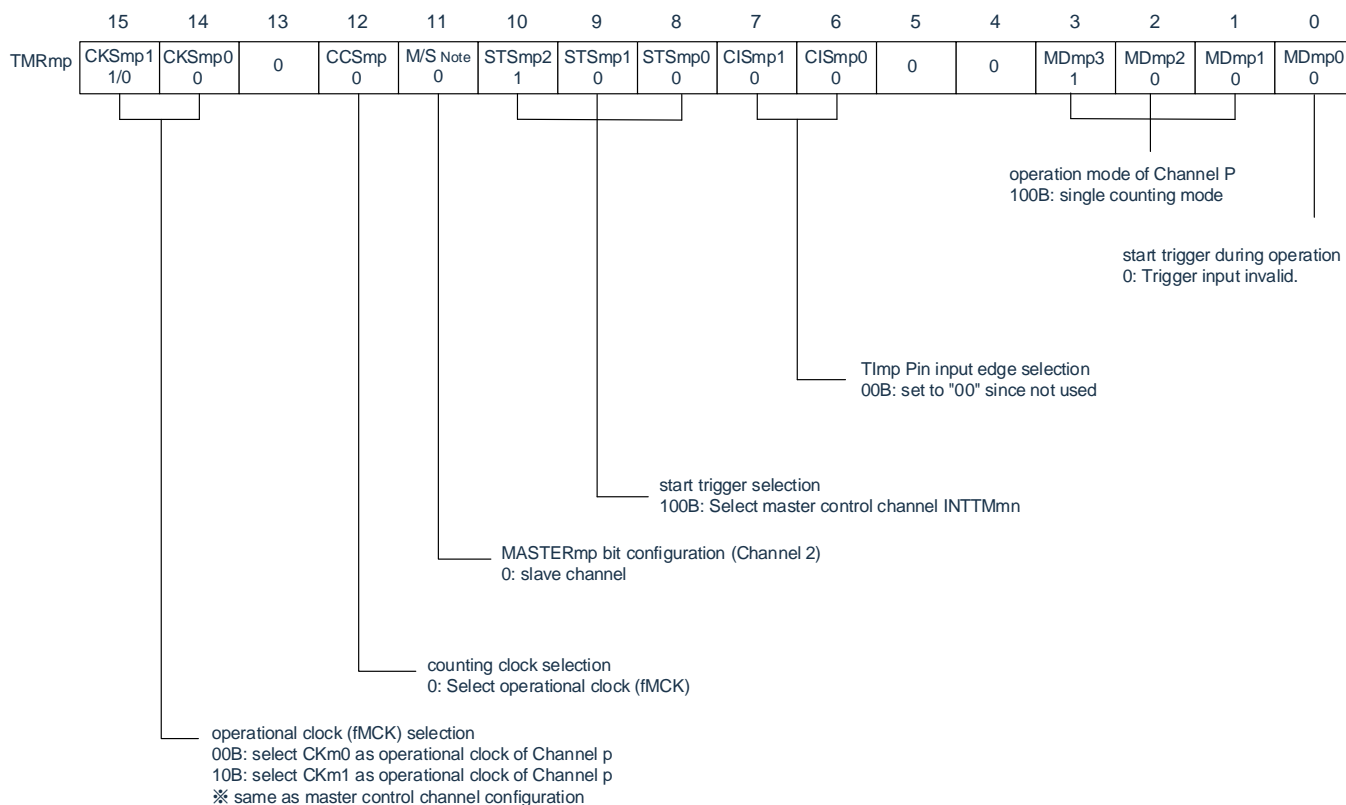 15 14 13 12 11 10 9 8 7 6 5 4 3 2 1 0
TMRmp CKSmp1 CKSmp0 0 CCSmp M/S Note STSmp2 STSmp1 STSmp0 CISmp1 CISmp0 0 0 MDmp3 MDmp2 MDmp1 MDmp0
1/0 0 0 0 1 0 0 0 0 1 0 0 0
operation mode of Channel P
100B: single counting mode
start trigger during operation
0: Trigger input invalid.
TImp Pin input edge selection
00B: set to "00" since not used
start trigger selection
100B: Select master control channel INTTMmn
MASTERmp bit configuration (Channel 2)
0: slave channel
counting clock selection
0: Select operational clock (fMCK)
operational clock (fMCK) selection
00B: select CKm0 as operational clock of Channel p
10B: select CKm1 as operational clock of Channel p
※ same as master control channel configuration